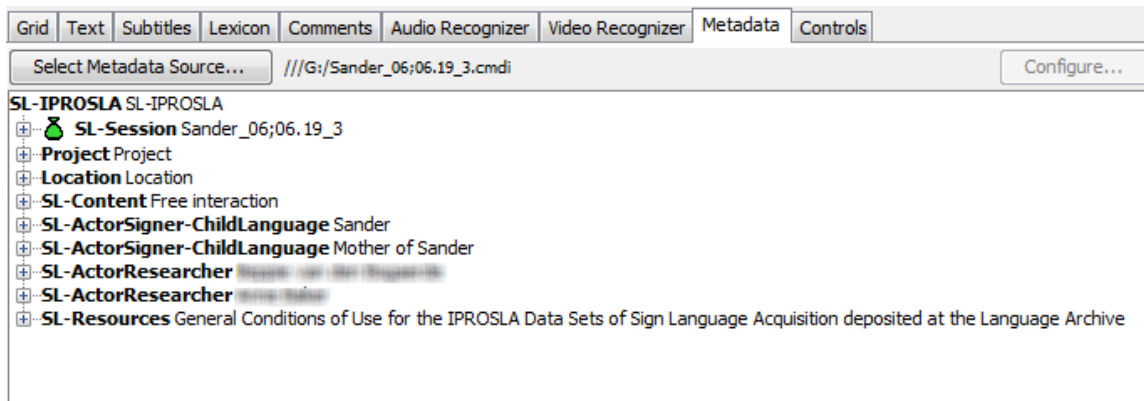 Grid Text Subtitles Lexicon Comments Audio Recognizer Video Recognizer Metadata Controls
Select Metadata Source... ///G:/Sander_06;06.19_3.cmdi Configure...
SL-IPROSLA SL-IPROSLA
SL-Session Sander_06;06.19_3
Project Project
Location Location
SL-Content Free interaction
SL-ActorSigner-ChildLanguage Sander
SL-ActorSigner-ChildLanguage Mother of Sander
SL-ActorResearcher
SL-ActorResearcher
SL-Resources General Conditions of Use for the IPROSLA Data Sets of Sign Language Acquisition deposited at the Language Archive